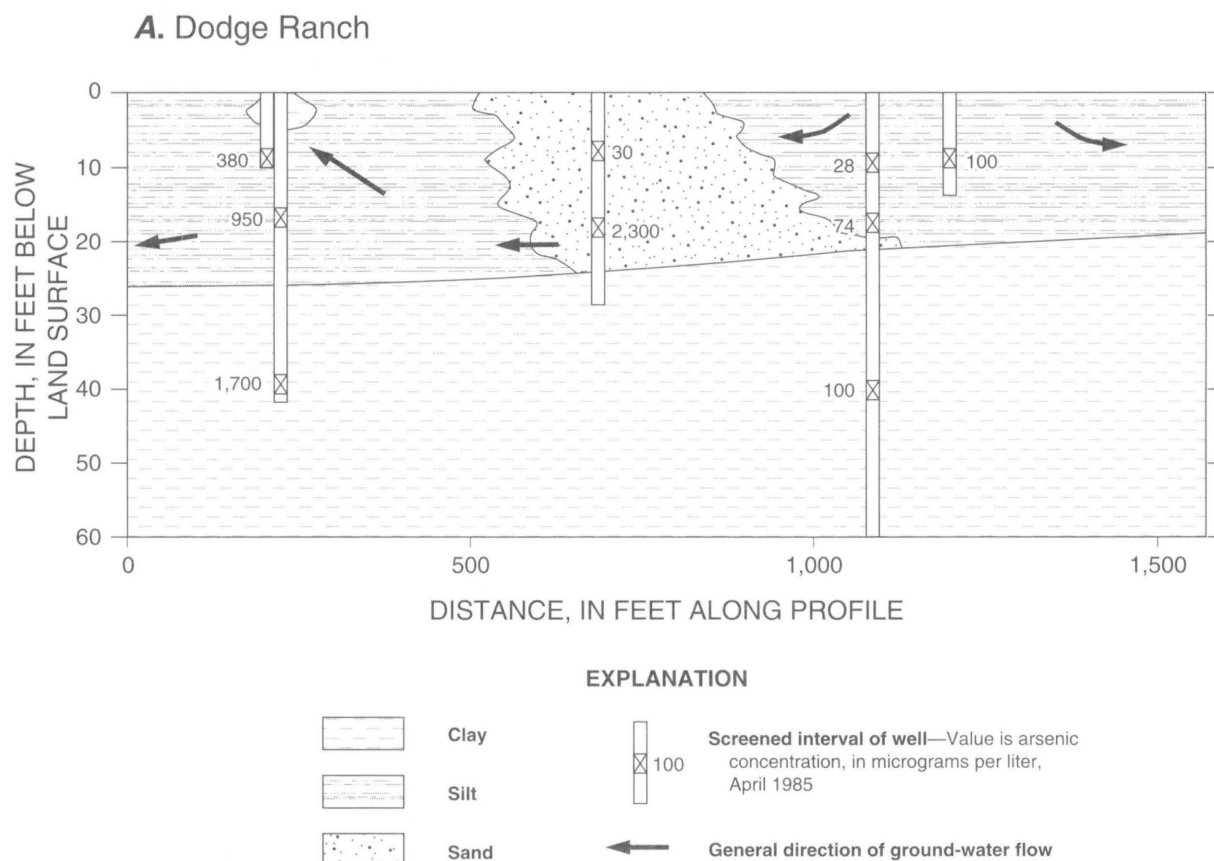 A. Dodge Ranch
DEPTH, IN FEET BELOW
LAND SURFACE
0
10
20
30
40
50
60
380
950
1,700
30
2,300
28
74
100
100
0
500
1,000
1,500
DISTANCE, IN FEET ALONG PROFILE
EXPLANATION
Clay
Silt
Sand
100
Screened interval of well—Value is arsenic
concentration, in micrograms per liter,
April 1985
General direction of ground-water flow